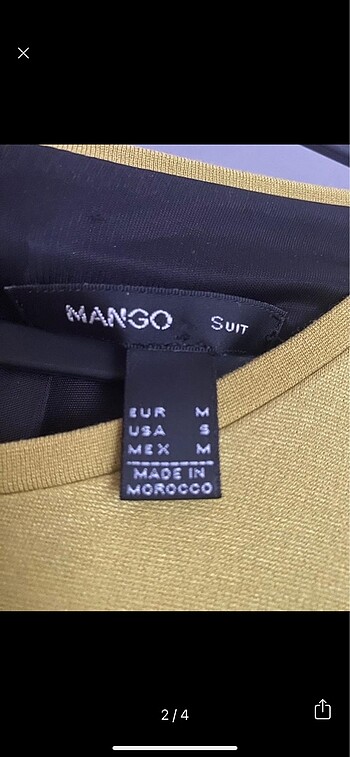 MANGO SUIT
EUR M
USA S
MEX M
MADE IN
MOROCCO
2/4